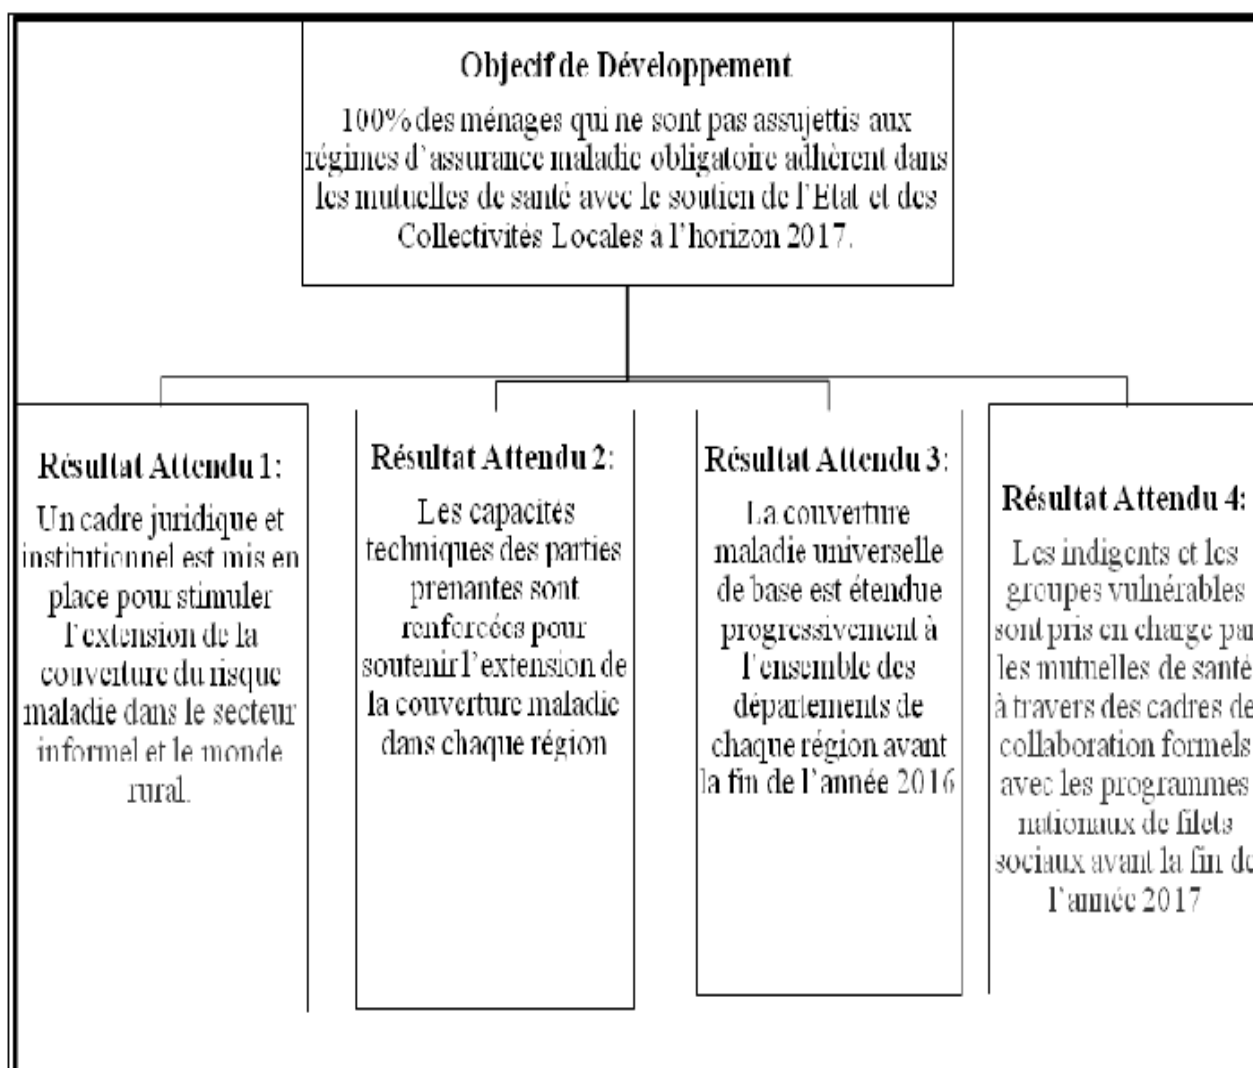 Objecif de Développement
100% des ménages qui ne sont pas assujettis aux
régimes d'assurance maladie obligatoire adhèrent dans
les mutuelles de santé avec le soutien de l'Etat et des
Collectivités Locales à l'horizon 2017.
Résultat Attendu 1:
Un cadre juridique et
institutionnel est mis en
place pour stimuler
l'extension de la
couverture du risque
maladie dans le secteur
informel et le monde
rural.
Résultat Attendu 2:
Les capacités
techniques des parties
prenantes sont
renforcées pour
soutenir l'extension de
la couverture maladie
dans chaque région
Résultat Attendu 3:
La couverture
maladie universelle
de base est étendue
progressivement à
l'ensemble des
départements de
chaque région avant
la fin de l'année 2016
Résultat Attendu 4:
Les indigents et les
groupes vulnérables
sont pris en charge par
les mutuelles de santé
à travers des cadres de
collaboration formels
avec les programmes
nationaux de filets
sociaux avant la fin de
l'année 2017